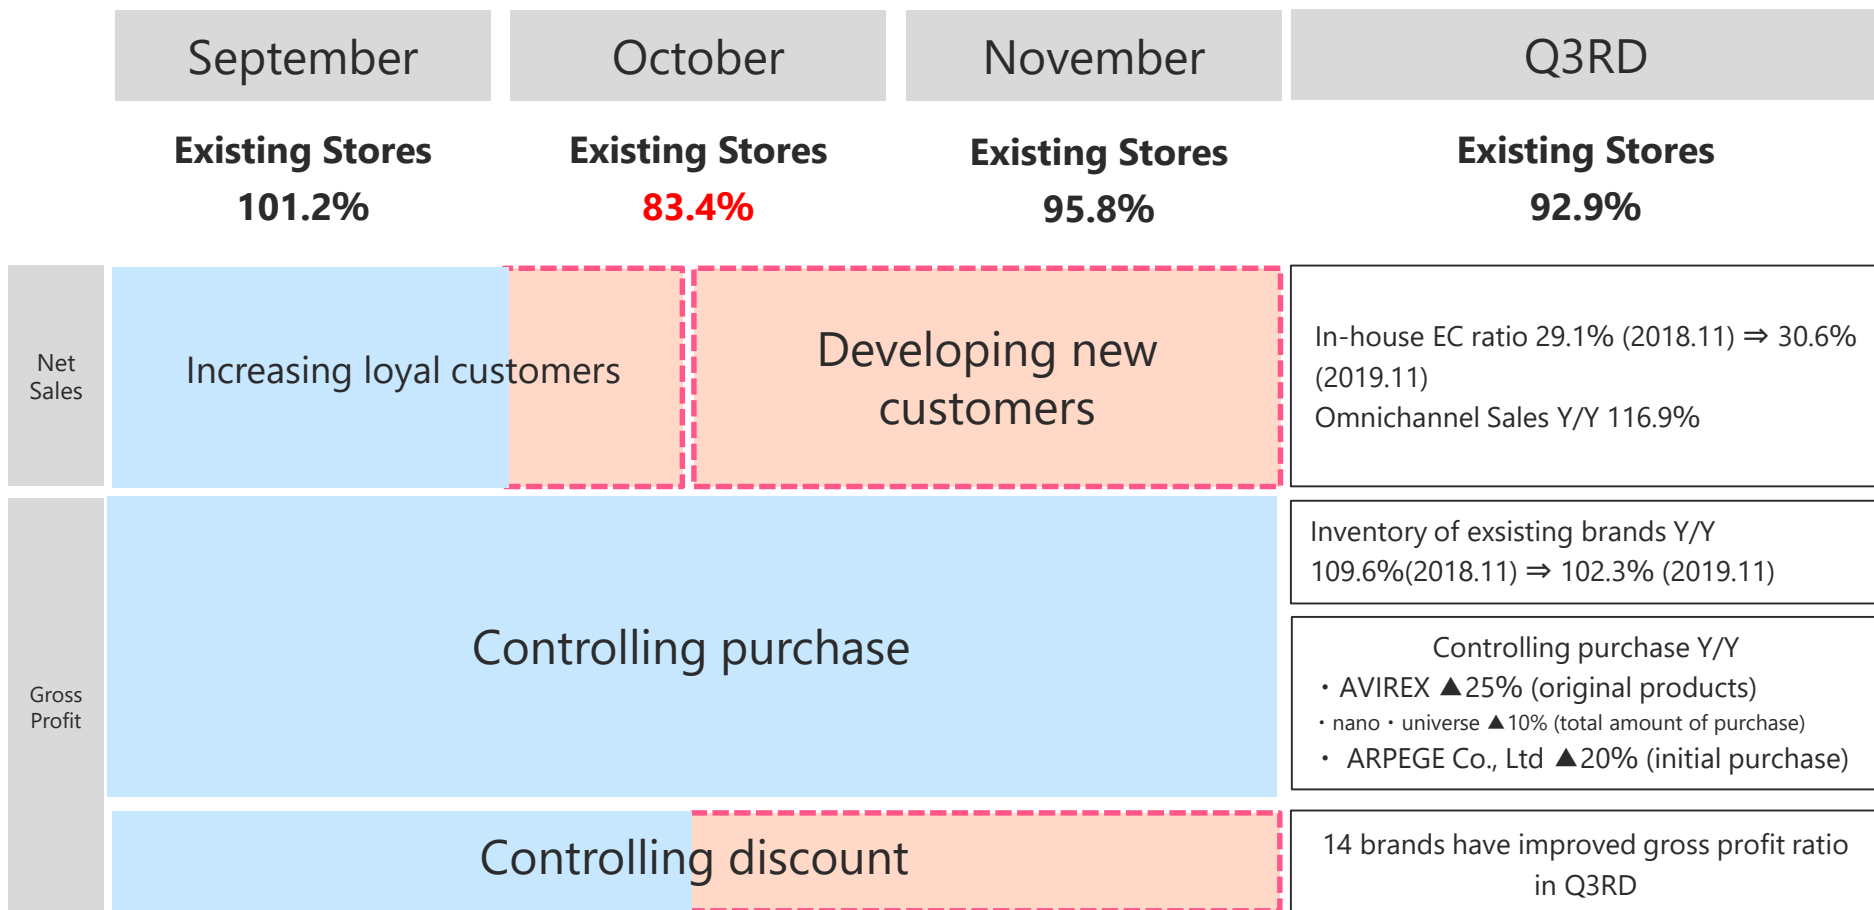 September
October
November
Q3RD
Existing Stores
101.2%
Existing Stores
83.4%
Existing Stores
95.8%
Existing Stores
92.9%
Net
Sales
Increasing loyal customers
Developing new
customers
In-house EC ratio 29.1% (2018.11) ⇒ 30.6%
(2019.11)
Omnichannel Sales Y/Y 116.9%
Gross
Profit
Controlling purchase
Inventory of exsisting brands Y/Y
109.6%(2018.11) ⇒ 102.3% (2019.11)
Controlling purchase Y/Y
・AVIREX ▲25% (original products)
・nano・universe ▲10% (total amount of purchase)
・ ARPEGE Co., Ltd ▲20% (initial purchase)
Controlling discount
14 brands have improved gross profit ratio
in Q3RD